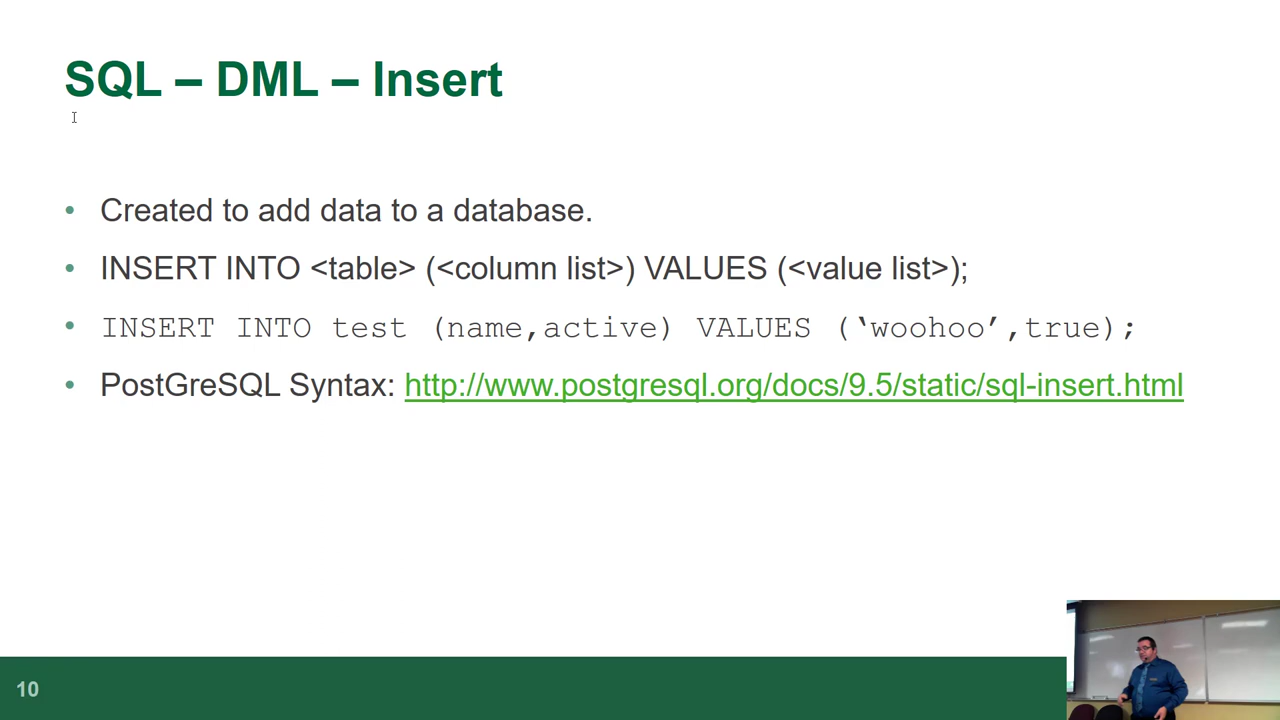 SQL – DML – Insert
• Created to add data to a database.
• INSERT INTO <table> (<column list>) VALUES (<value list>);
• INSERT INTO test (name,active) VALUES (‘woohoo’,true);
• PostGreSQL Syntax: http://www.postgresql.org/docs/9.5/static/sql-insert.html
10